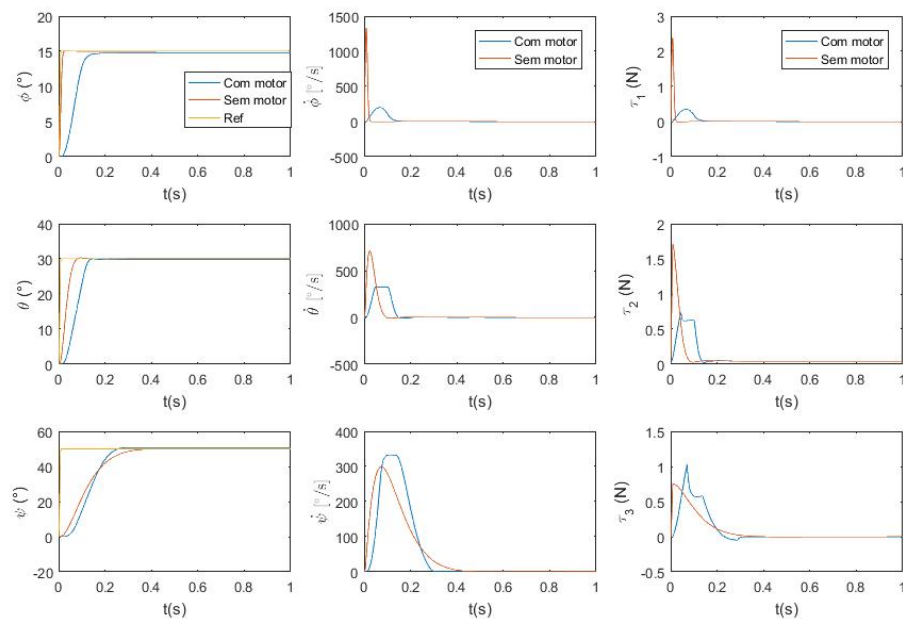 20
15
10
5
0
ϕ (°)
0 0.2 0.4 0.6 0.8 1
t(s)
Com motor
Sem motor
Ref
1500
1000
500
0
-500
ϕ̇ [°/s]
0 0.2 0.4 0.6 0.8 1
t(s)
Com motor
Sem motor
3
2
1
0
-1
τ₁ (N)
0 0.2 0.4 0.6 0.8 1
t(s)
Com motor
Sem motor
40
30
20
10
0
θ (°)
0 0.2 0.4 0.6 0.8 1
t(s)
1000
500
0
-500
θ̇ [°/s]
0 0.2 0.4 0.6 0.8 1
t(s)
2
1.5
1
0.5
0
τ₂ (N)
0 0.2 0.4 0.6 0.8 1
t(s)
60
40
20
0
-20
ψ (°)
0 0.2 0.4 0.6 0.8 1
t(s)
400
300
200
100
0
ψ̇ [°/s]
0 0.2 0.4 0.6 0.8 1
t(s)
1.5
1
0.5
0
-0.5
τ₃ (N)
0 0.2 0.4 0.6 0.8 1
t(s)